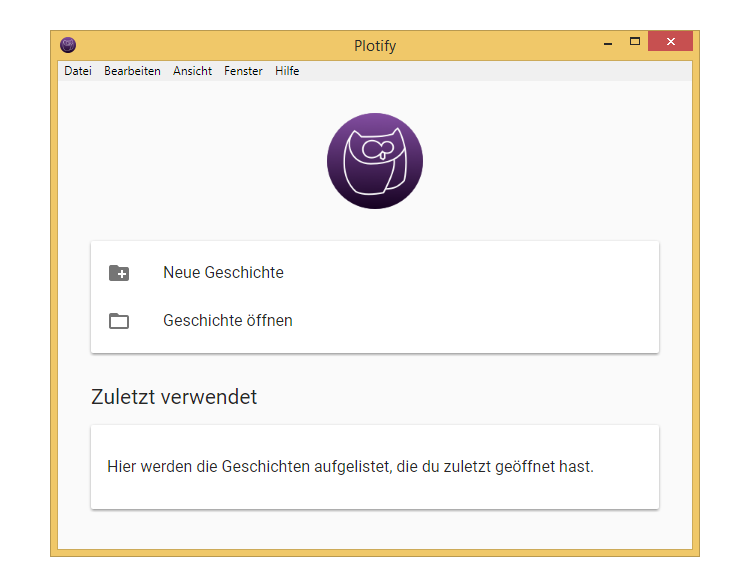 Plotify
Datei Bearbeiten Ansicht Fenster Hilfe
Neue Geschichte
Geschichte öffnen
Zuletzt verwendet
Hier werden die Geschichten aufgelistet, die du zuletzt geöffnet hast.